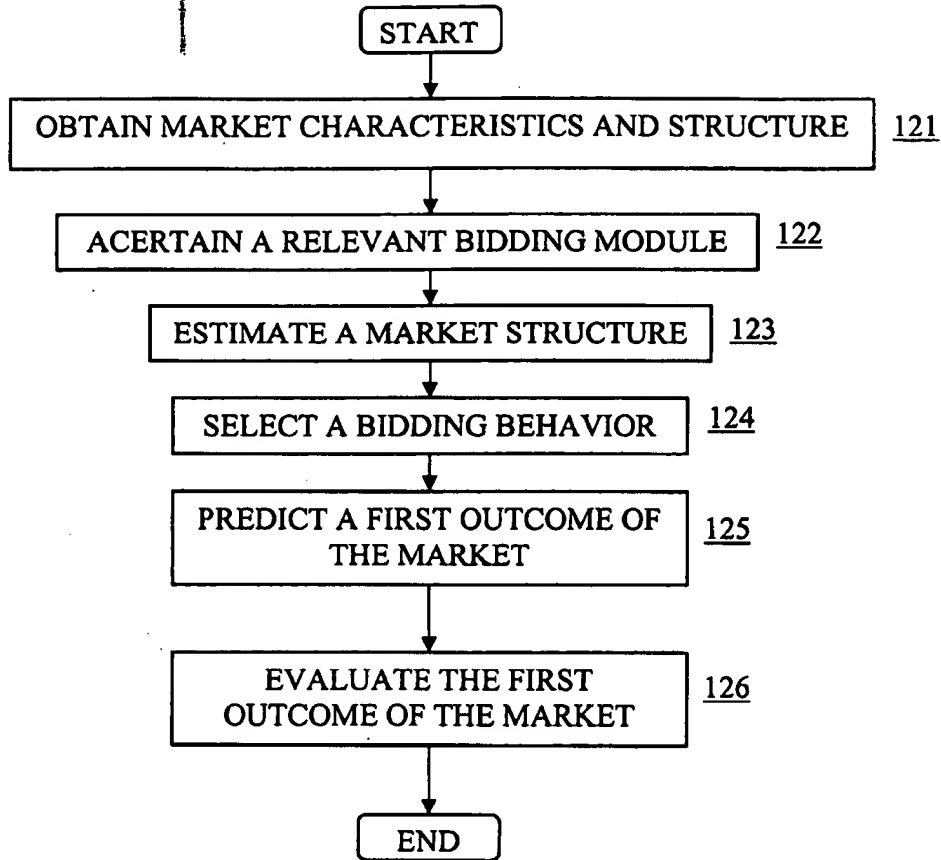 START
OBTAIN MARKET CHARACTERISTICS AND STRUCTURE 121
ACERTAIN A RELEVANT BIDDING MODULE 122
ESTIMATE A MARKET STRUCTURE 123
SELECT A BIDDING BEHAVIOR 124
PREDICT A FIRST OUTCOME OF
THE MARKET 125
EVALUATE THE FIRST
OUTCOME OF THE MARKET 126
END